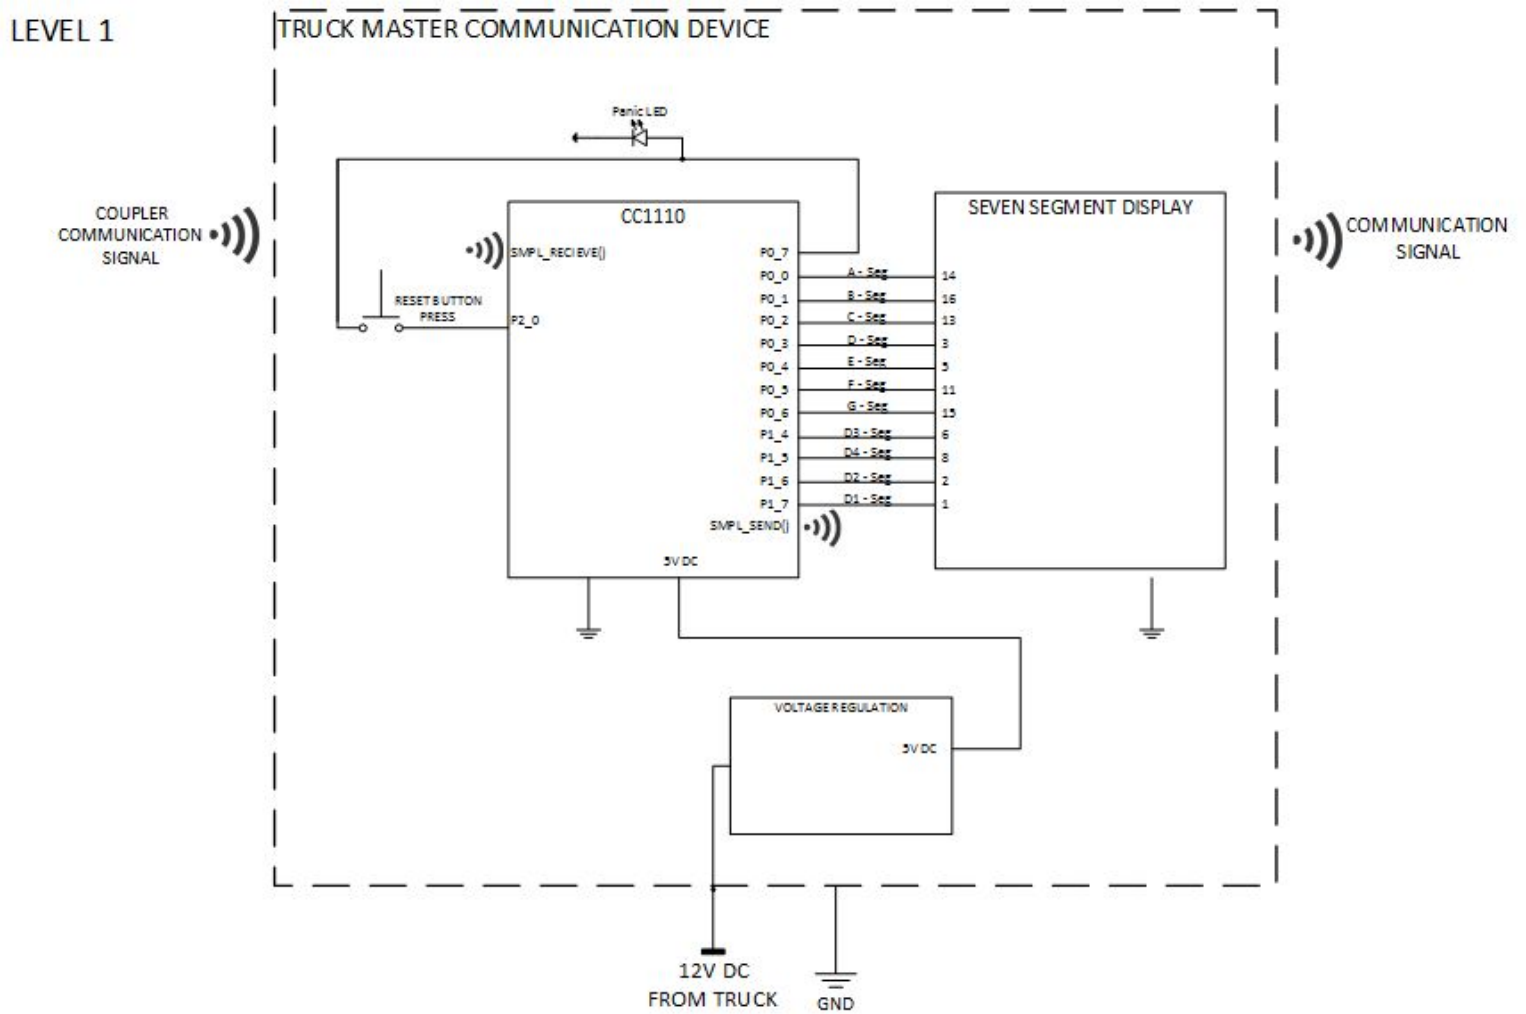 LEVEL 1
TRUCK MASTER COMMUNICATION DEVICE
Panic LED
COUPLER
COMMUNICATION
SIGNAL
CC1110
SEVEN SEGMENT DISPLAY
COMMUNICATION
SIGNAL
SMPL_RECIEVE()
P0_7
P0_0 A - Seg 14
P0_1 B - Seg 16
RESET BUTTON
PRESS
P2_0
P0_2 C - Seg 13
P0_3 D - Seg 3
P0_4 E - Seg 5
P0_5 F - Seg 11
P0_6 G - Seg 15
P1_4 D3 - Seg 6
P1_5 D4 - Seg 8
P1_6 D2 - Seg 2
P1_7 D1 - Seg 1
SMPL_SEND()
5V DC
VOLTAGE REGULATION
5V DC
12V DC
FROM TRUCK
GND